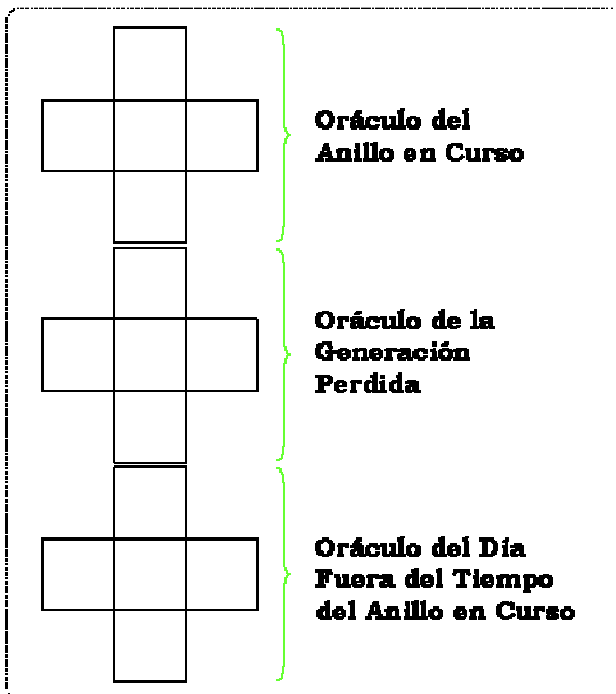 Oráculo del
Anillo en Curso
Oráculo de la
Generación
Perdida
Oráculo del Día
Fuera del Tiempo
del Anillo en Curso